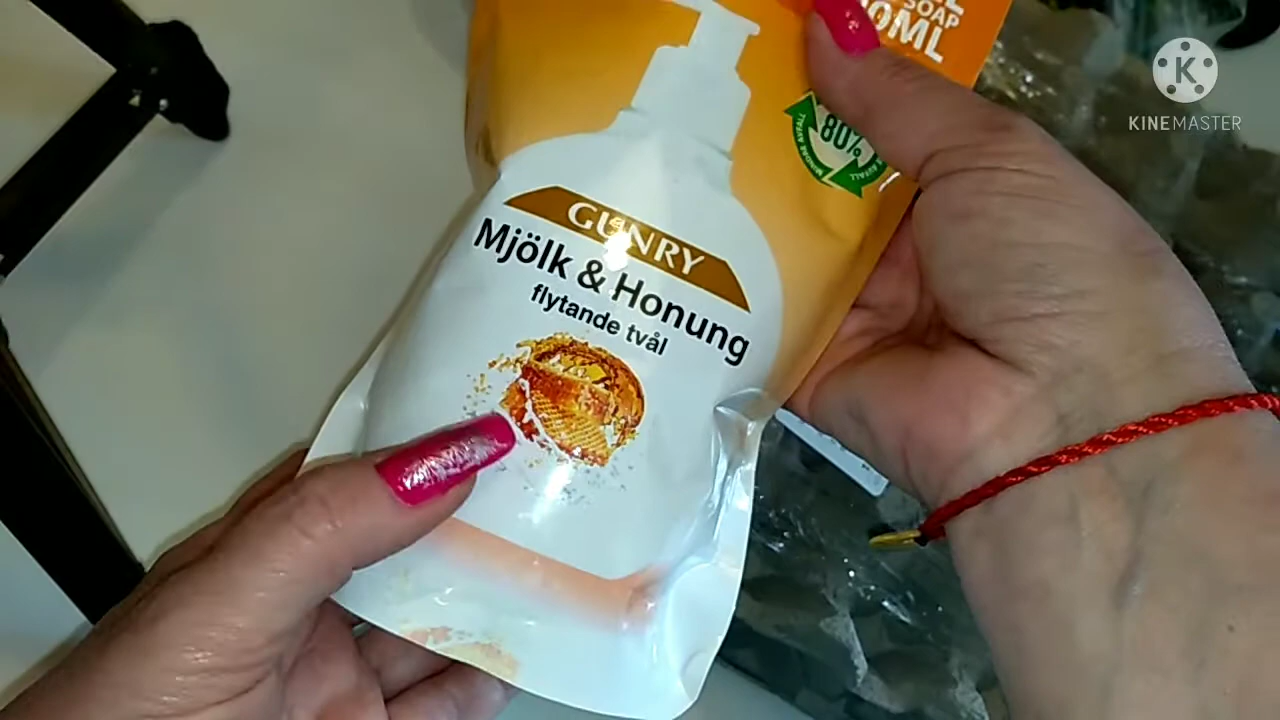 SOAP
0ML
KINEMASTER
80%
GUNRY
Mjölk & Honung
flytande tvål